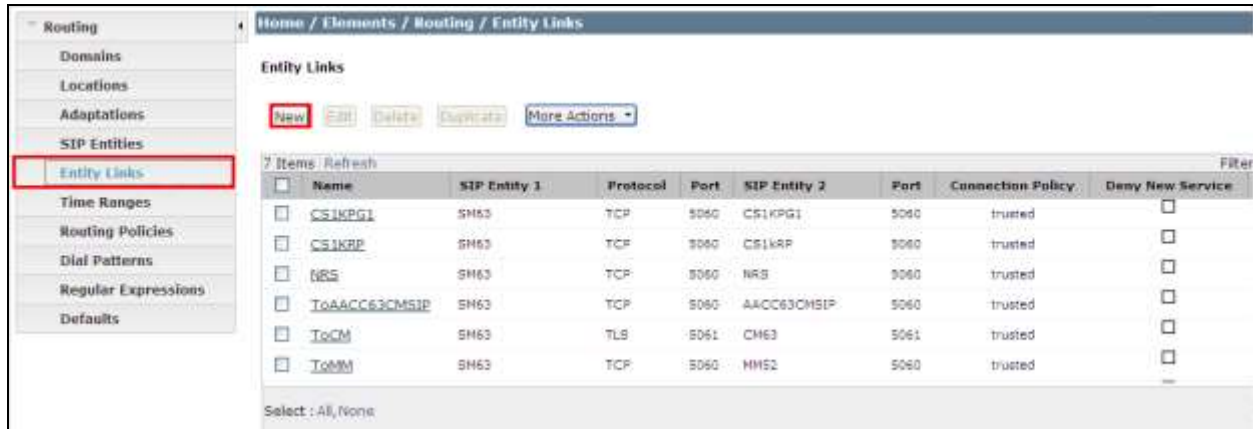 Routing
Home / Elements / Routing / Entity Links
Domains
Locations
Adaptations
SIP Entities
Entity Links
Time Ranges
Routing Policies
Dial Patterns
Regular Expressions
Defaults
Entity Links
New Edit Delete Duplicate More Actions
7 Items Refresh Filter
Name SIP Entity 1 Protocol Port SIP Entity 2 Port Connection Policy Deny New Service
CS1KPG1 SM63 TCP 5060 CS1KPG1 5060 trusted
CS1KRP SM63 TCP 5060 CS1kRP 5060 trusted
NRS SM63 TCP 5060 NRS 5060 trusted
ToAACC63CMSIP SM63 TCP 5060 AACC63CMSIP 5060 trusted
ToCM SM63 TLS 5061 CM63 5061 trusted
ToMM SM63 TCP 5060 MM52 5060 trusted
Select : All, None